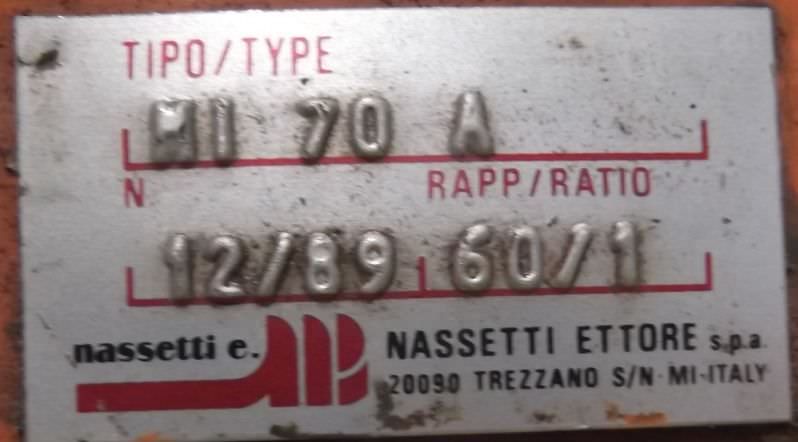 TIPO/TYPE
MI 70 A
N RAPP/RATIO
12/89 60/1
nassetti e. NASSETTI ETTORE s.p.a.
20090 TREZZANO S/N-MI-ITALY